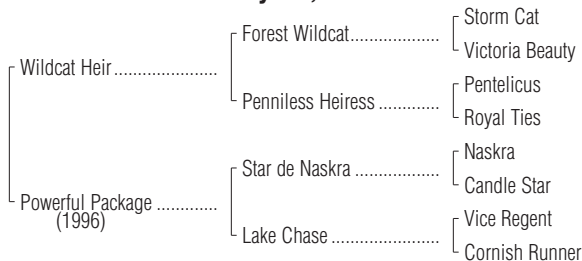 Storm Cat
Forest Wildcat....................
Victoria Beauty
Wildcat Heir.......................
Pentelicus
Penniless Heiress .............
Royal Ties
Naskra
Star de Naskra ..................
Candle Star
Powerful Package .............
(1996)
Vice Regent
Lake Chase ........................
Cornish Runner